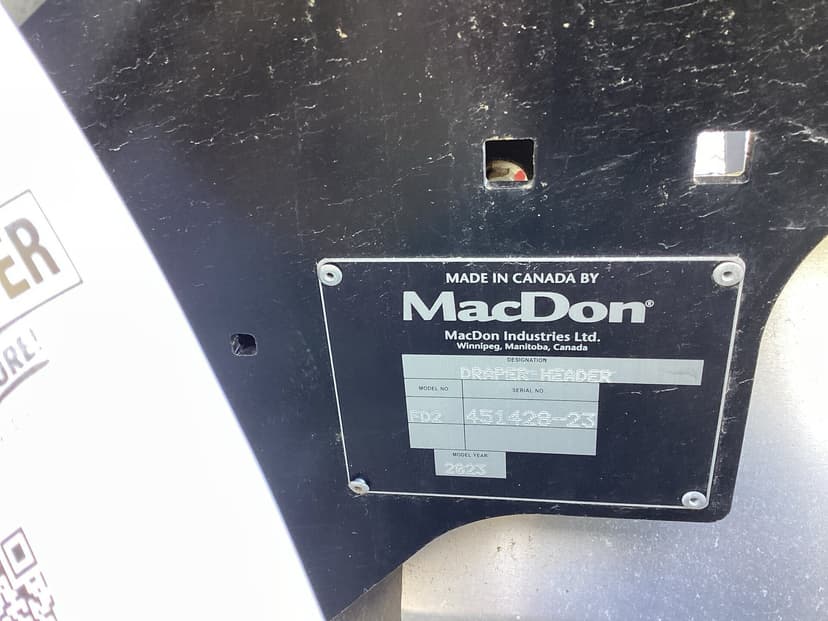 ER
ORE!
MADE IN CANADA BY
MacDon®
MacDon Industries Ltd.
Winnipeg, Manitoba, Canada
DESIGNATION
DRAPER HEADER
MODEL NO. SERIAL NO.
FD2 451428-23
MODEL YEAR
2023